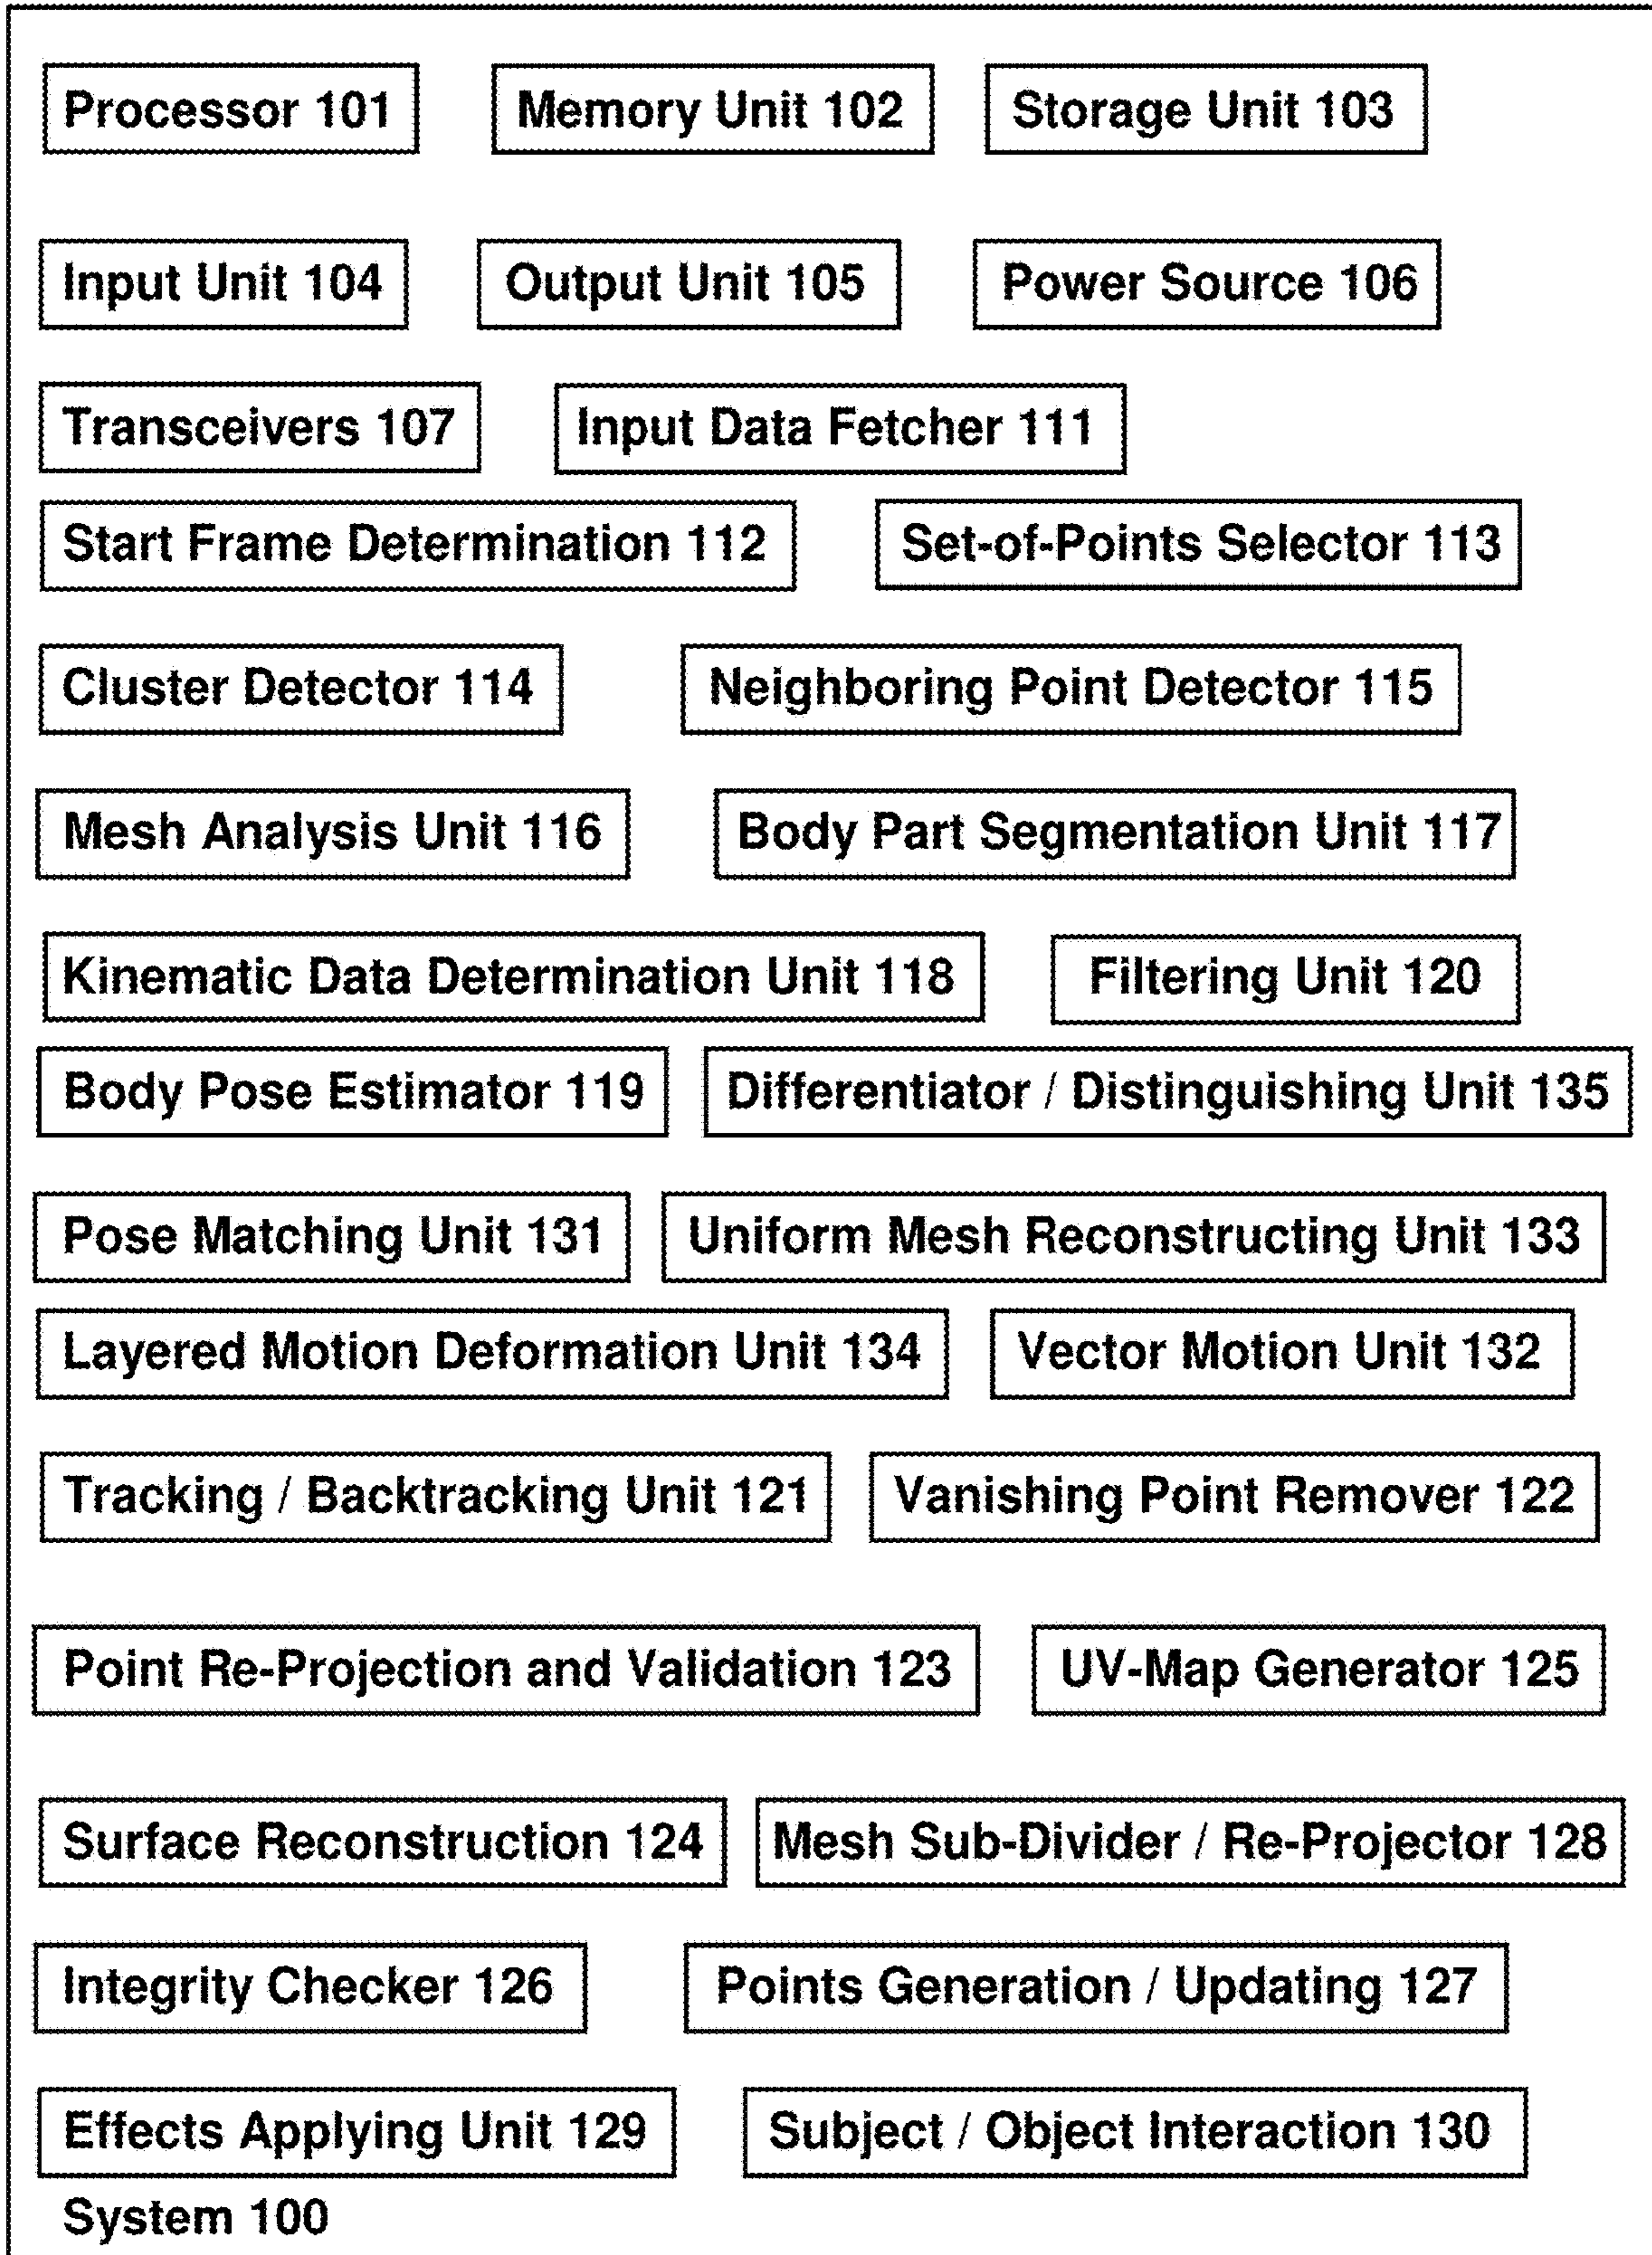 Processor 101 Memory Unit 102 Storage Unit 103
Input Unit 104 Output Unit 105 Power Source 106
Transceivers 107 Input Data Fetcher 111
Start Frame Determination 112 Set-of-Points Selector 113
Cluster Detector 114 Neighboring Point Detector 115
Mesh Analysis Unit 116 Body Part Segmentation Unit 117
Kinematic Data Determination Unit 118 Filtering Unit 120
Body Pose Estimator 119 Differentiator / Distinguishing Unit 135
Pose Matching Unit 131 Uniform Mesh Reconstructing Unit 133
Layered Motion Deformation Unit 134 Vector Motion Unit 132
Tracking / Backtracking Unit 121 Vanishing Point Remover 122
Point Re-Projection and Validation 123 UV-Map Generator 125
Surface Reconstruction 124 Mesh Sub-Divider / Re-Projector 128
Integrity Checker 126 Points Generation / Updating 127
Effects Applying Unit 129 Subject / Object Interaction 130
System 100